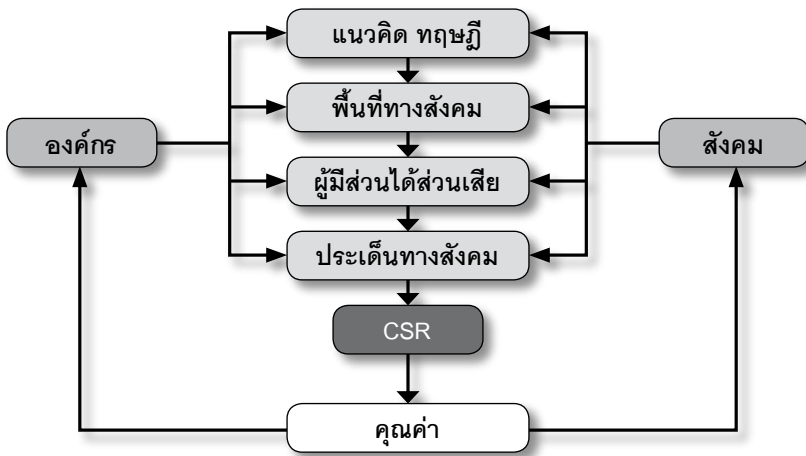 แนวคิด ทฤษฎี
พื้นที่ทางสังคม
องค์กร
สังคม
ผู้มีส่วนได้ส่วนเสีย
ประเด็นทางสังคม
CSR
คุณค่า